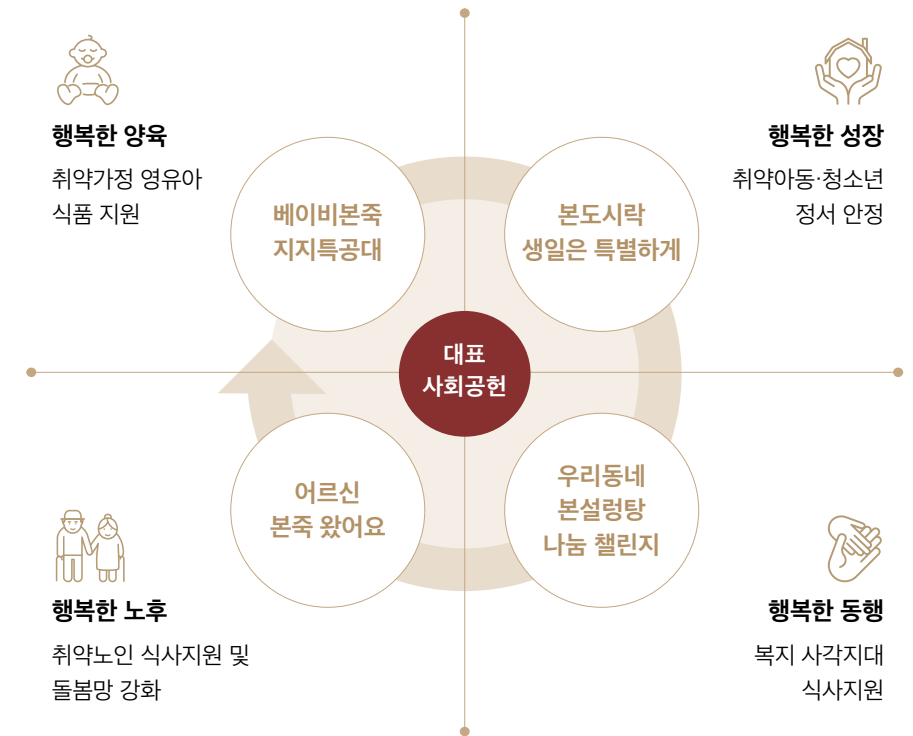 행복한 양육
취약가정 영유아
식품 지원
베이비본죽
지지특공대
본도시락
생일은 특별하게
행복한 성장
취약아동·청소년
정서 안정
대표
사회공헌
행복한 노후
취약노인 식사지원 및
돌봄망 강화
어르신
본죽 왔어요
우리동네
본설렁탕
나눔 챌린지
행복한 동행
복지 사각지대
식사지원